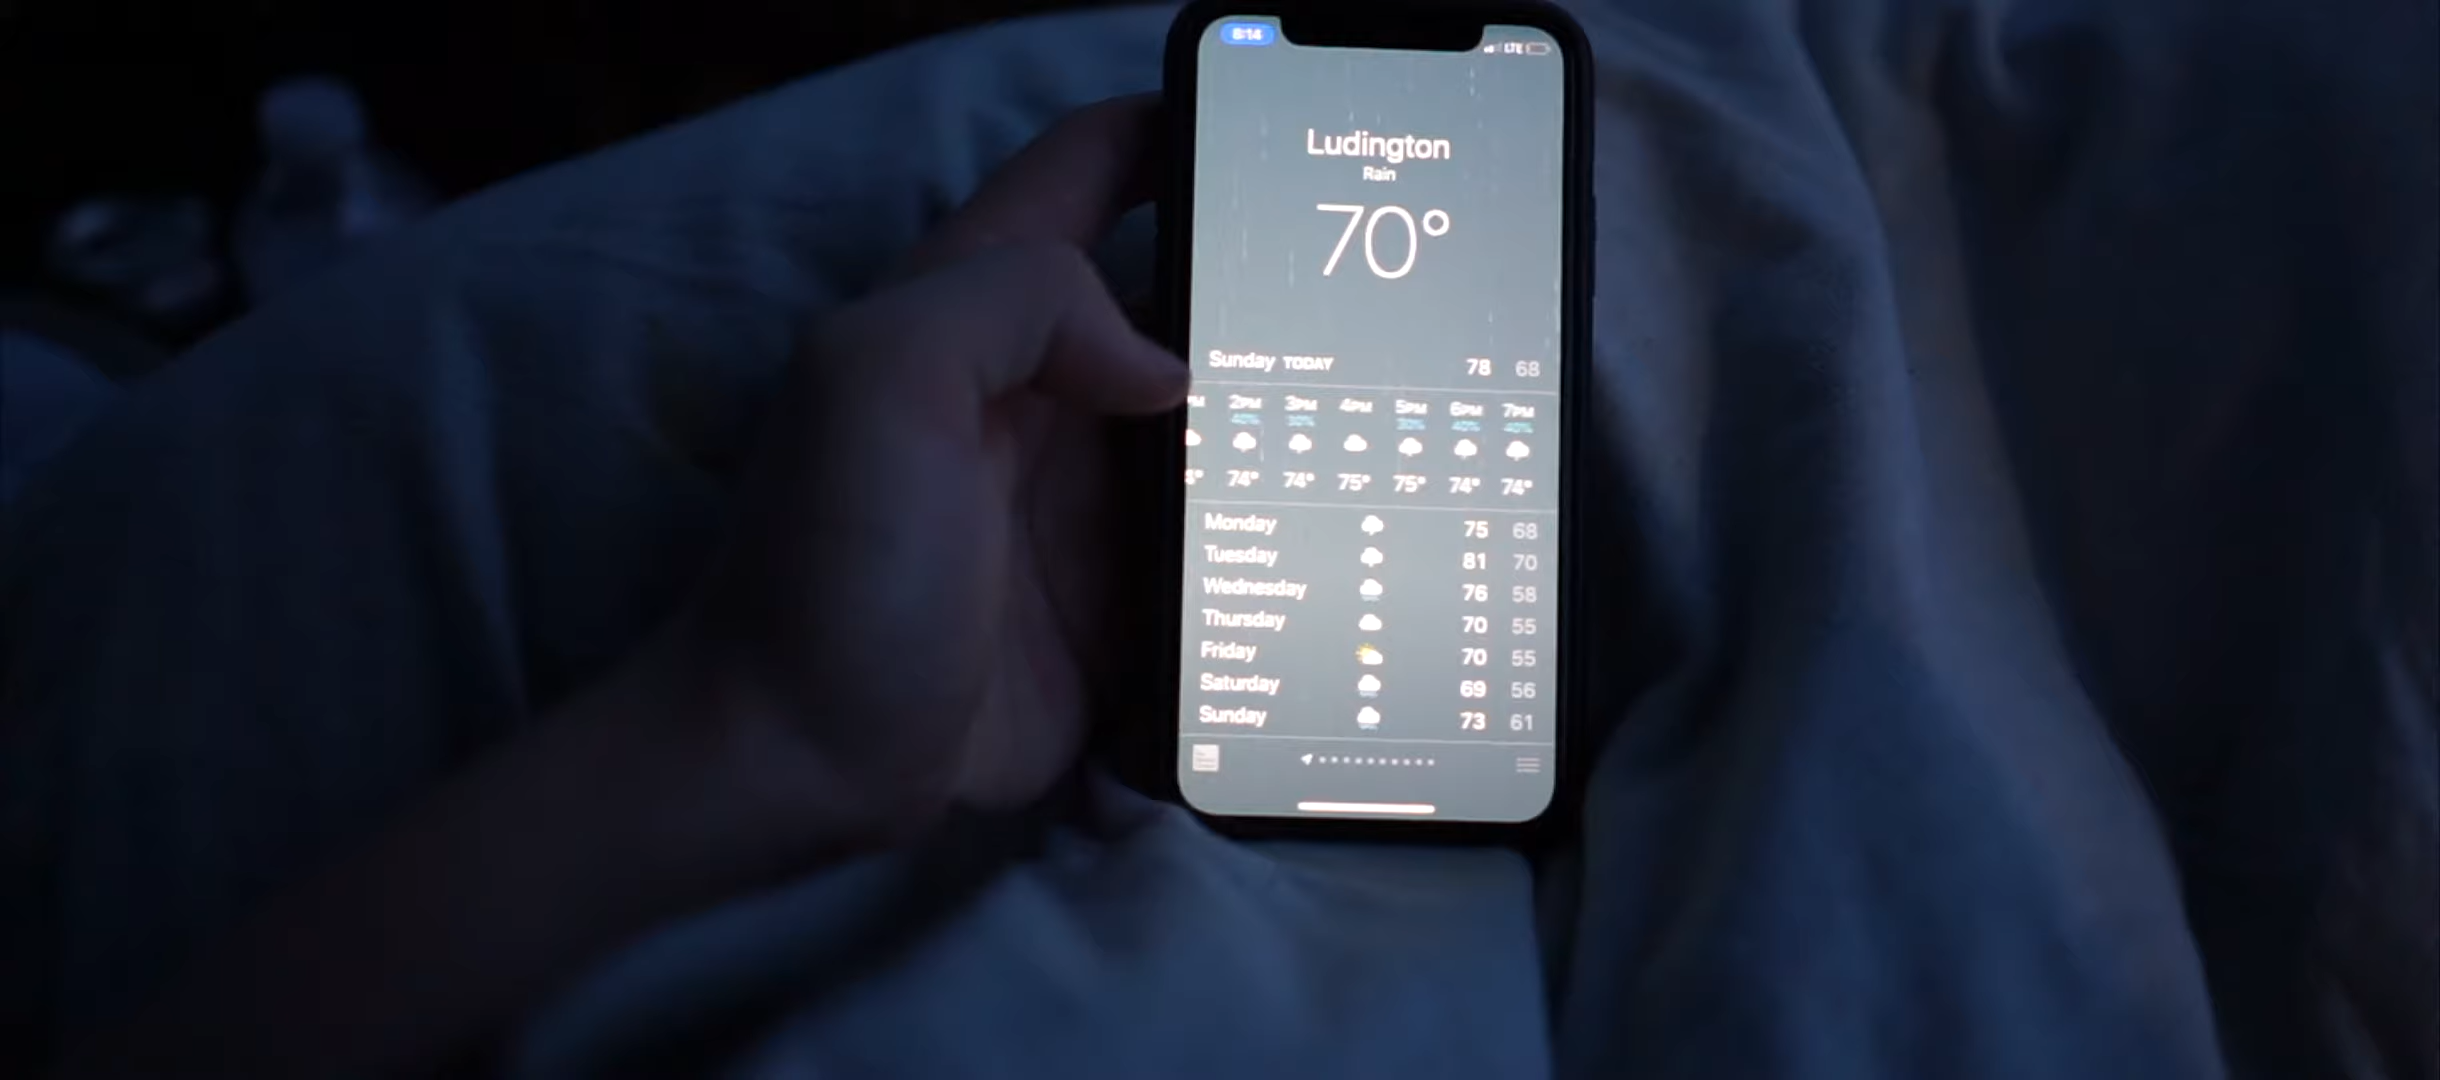 6:14 LTE
Ludington
Rain
70°
Sunday TODAY 78 68
2PM 3PM 4PM 5PM 6PM 7PM
40% 30% 30% 40% 40%
74° 74° 75° 75° 74° 74°
Monday 75 68
Tuesday 81 70
Wednesday 76 58
Thursday 70 55
Friday 70 55
Saturday 69 56
Sunday 73 61